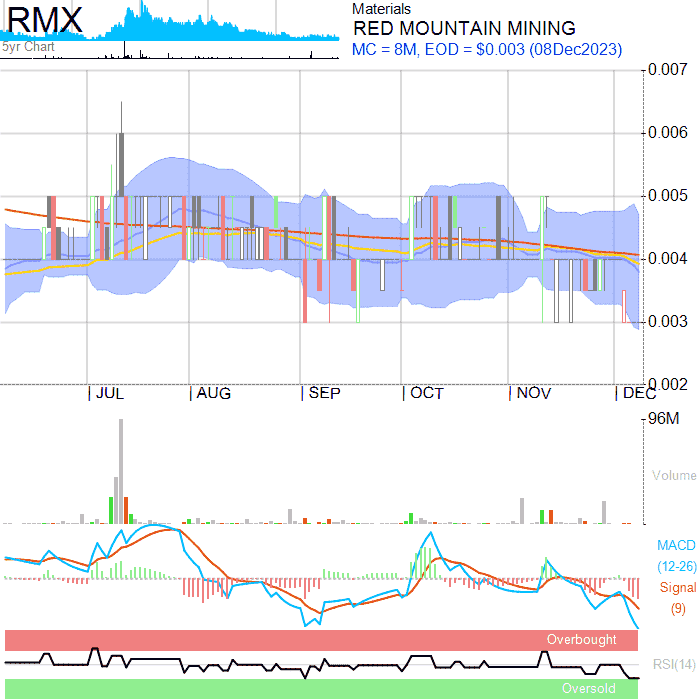 RMX
5yr Chart
Materials
RED MOUNTAIN MINING
MC = 8M, EOD = $0.003 (08Dec2023)
0.007
0.006
0.005
0.004
0.003
0.002
JUL AUG SEP OCT NOV DEC
96M
Volume
MACD
(12-26)
Signal
(9)
Overbought
RSI(14)
Oversold